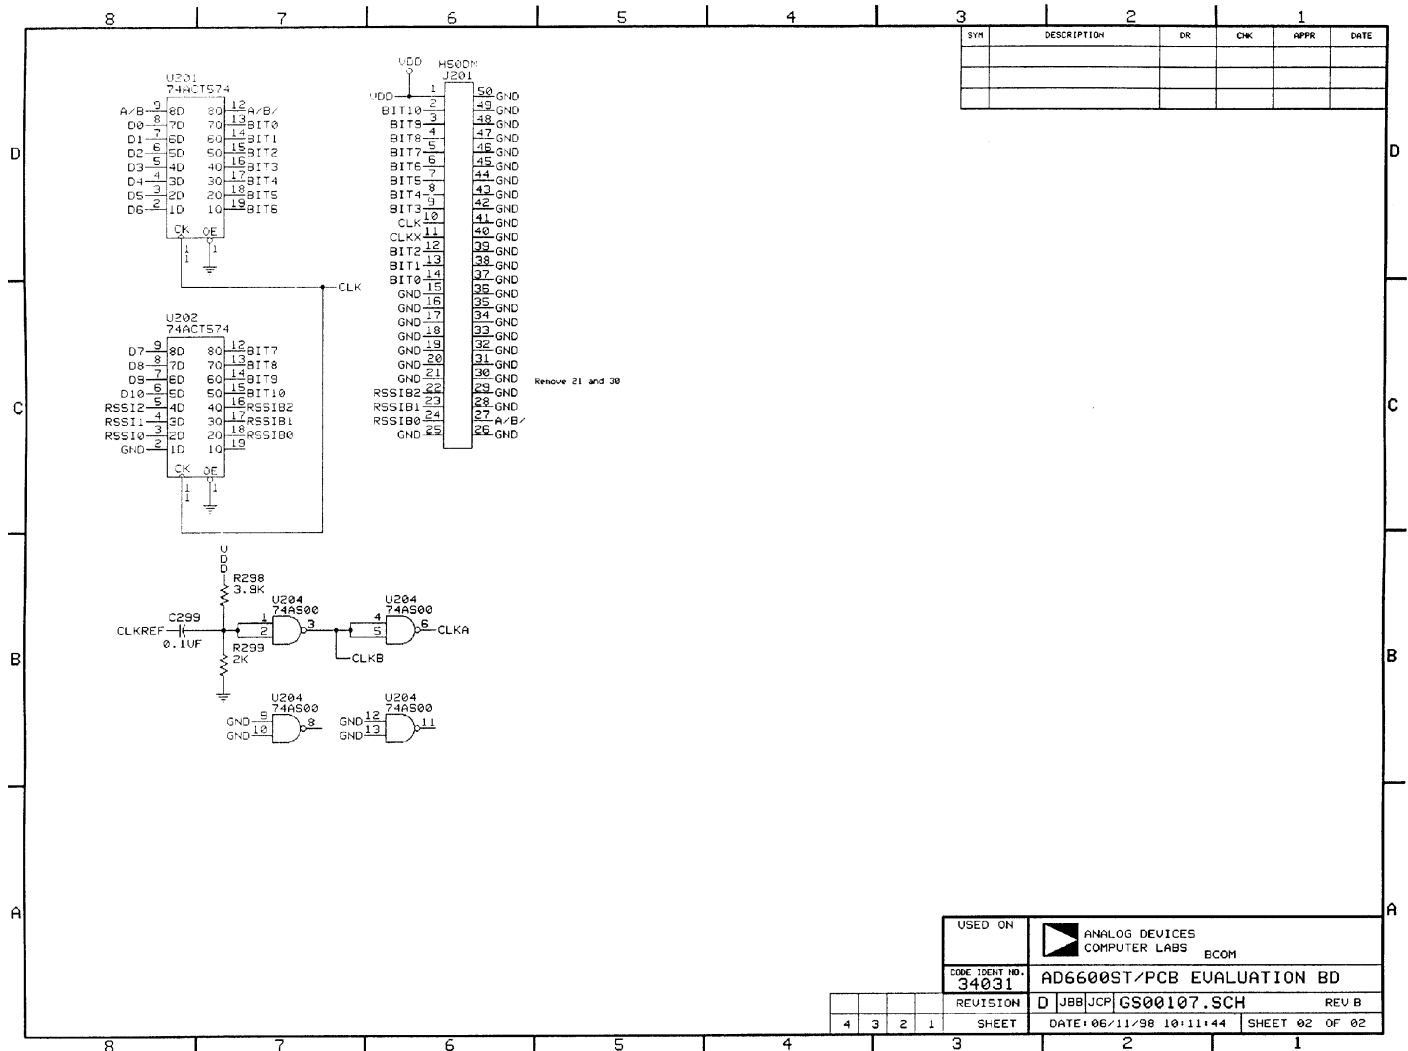 8 7 6 5 4 3 2 1
SYM DESCRIPTION DR CHK APPR DATE
D
D
U201
74ACT574
A/B 9 8D 8Q 12 A/B/
D0 8 7D 7Q 13 BIT0
D1 7 6D 6Q 14 BIT1
D2 6 5D 5Q 15 BIT2
D3 5 4D 4Q 16 BIT3
D4 4 3D 3Q 17 BIT4
D5 3 2D 2Q 18 BIT5
D6 2 1D 1Q 19 BIT6
CK OE
1 1
1
CLK
VDD H50DM
J201
VDD 1 50 GND
BIT10 2 49 GND
BIT9 3 48 GND
BIT8 4 47 GND
BIT7 5 46 GND
BIT6 6 45 GND
BIT5 7 44 GND
BIT4 8 43 GND
BIT3 9 42 GND
CLK 10 41 GND
CLKX 11 40 GND
BIT2 12 39 GND
BIT1 13 38 GND
BIT0 14 37 GND
GND 15 36 GND
GND 16 35 GND
GND 17 34 GND
GND 18 33 GND
GND 19 32 GND
GND 20 31 GND
GND 21 30 GND
RSSIB2 22 29 GND
RSSIB1 23 28 GND
RSSIB0 24 27 A/B/
GND 25 26 GND
Remove 21 and 30
U202
74ACT574
D7 9 8D 8Q 12 BIT7
D8 8 7D 7Q 13 BIT8
D9 7 6D 6Q 14 BIT9
D10 6 5D 5Q 15 BIT10
RSSI2 5 4D 4Q 16 RSSIB2
RSSI1 4 3D 3Q 17 RSSIB1
RSSI0 3 2D 2Q 18 RSSIB0
GND 2 1D 1Q 19
CK OE
1 1
1
C
C
VDD
R298
3.9K
C299
CLKREF
0.1UF
R299
2K
U204
74AS00
1
2
3
CLKB
U204
74AS00
4
5
6 CLKA
B
B
U204
74AS00
GND 9
GND 10
8
U204
74AS00
GND 12
GND 13
11
A
A
USED ON
ANALOG DEVICES
COMPUTER LABS BCOM
CODE IDENT NO.
34031
AD6600ST/PCB EVALUATION BD
REVISION D JBB JCP GS00107.SCH REV B
4 3 2 1 SHEET DATE: 06/11/98 10:11:44 SHEET 02 OF 02
8 7 6 5 4 3 2 1